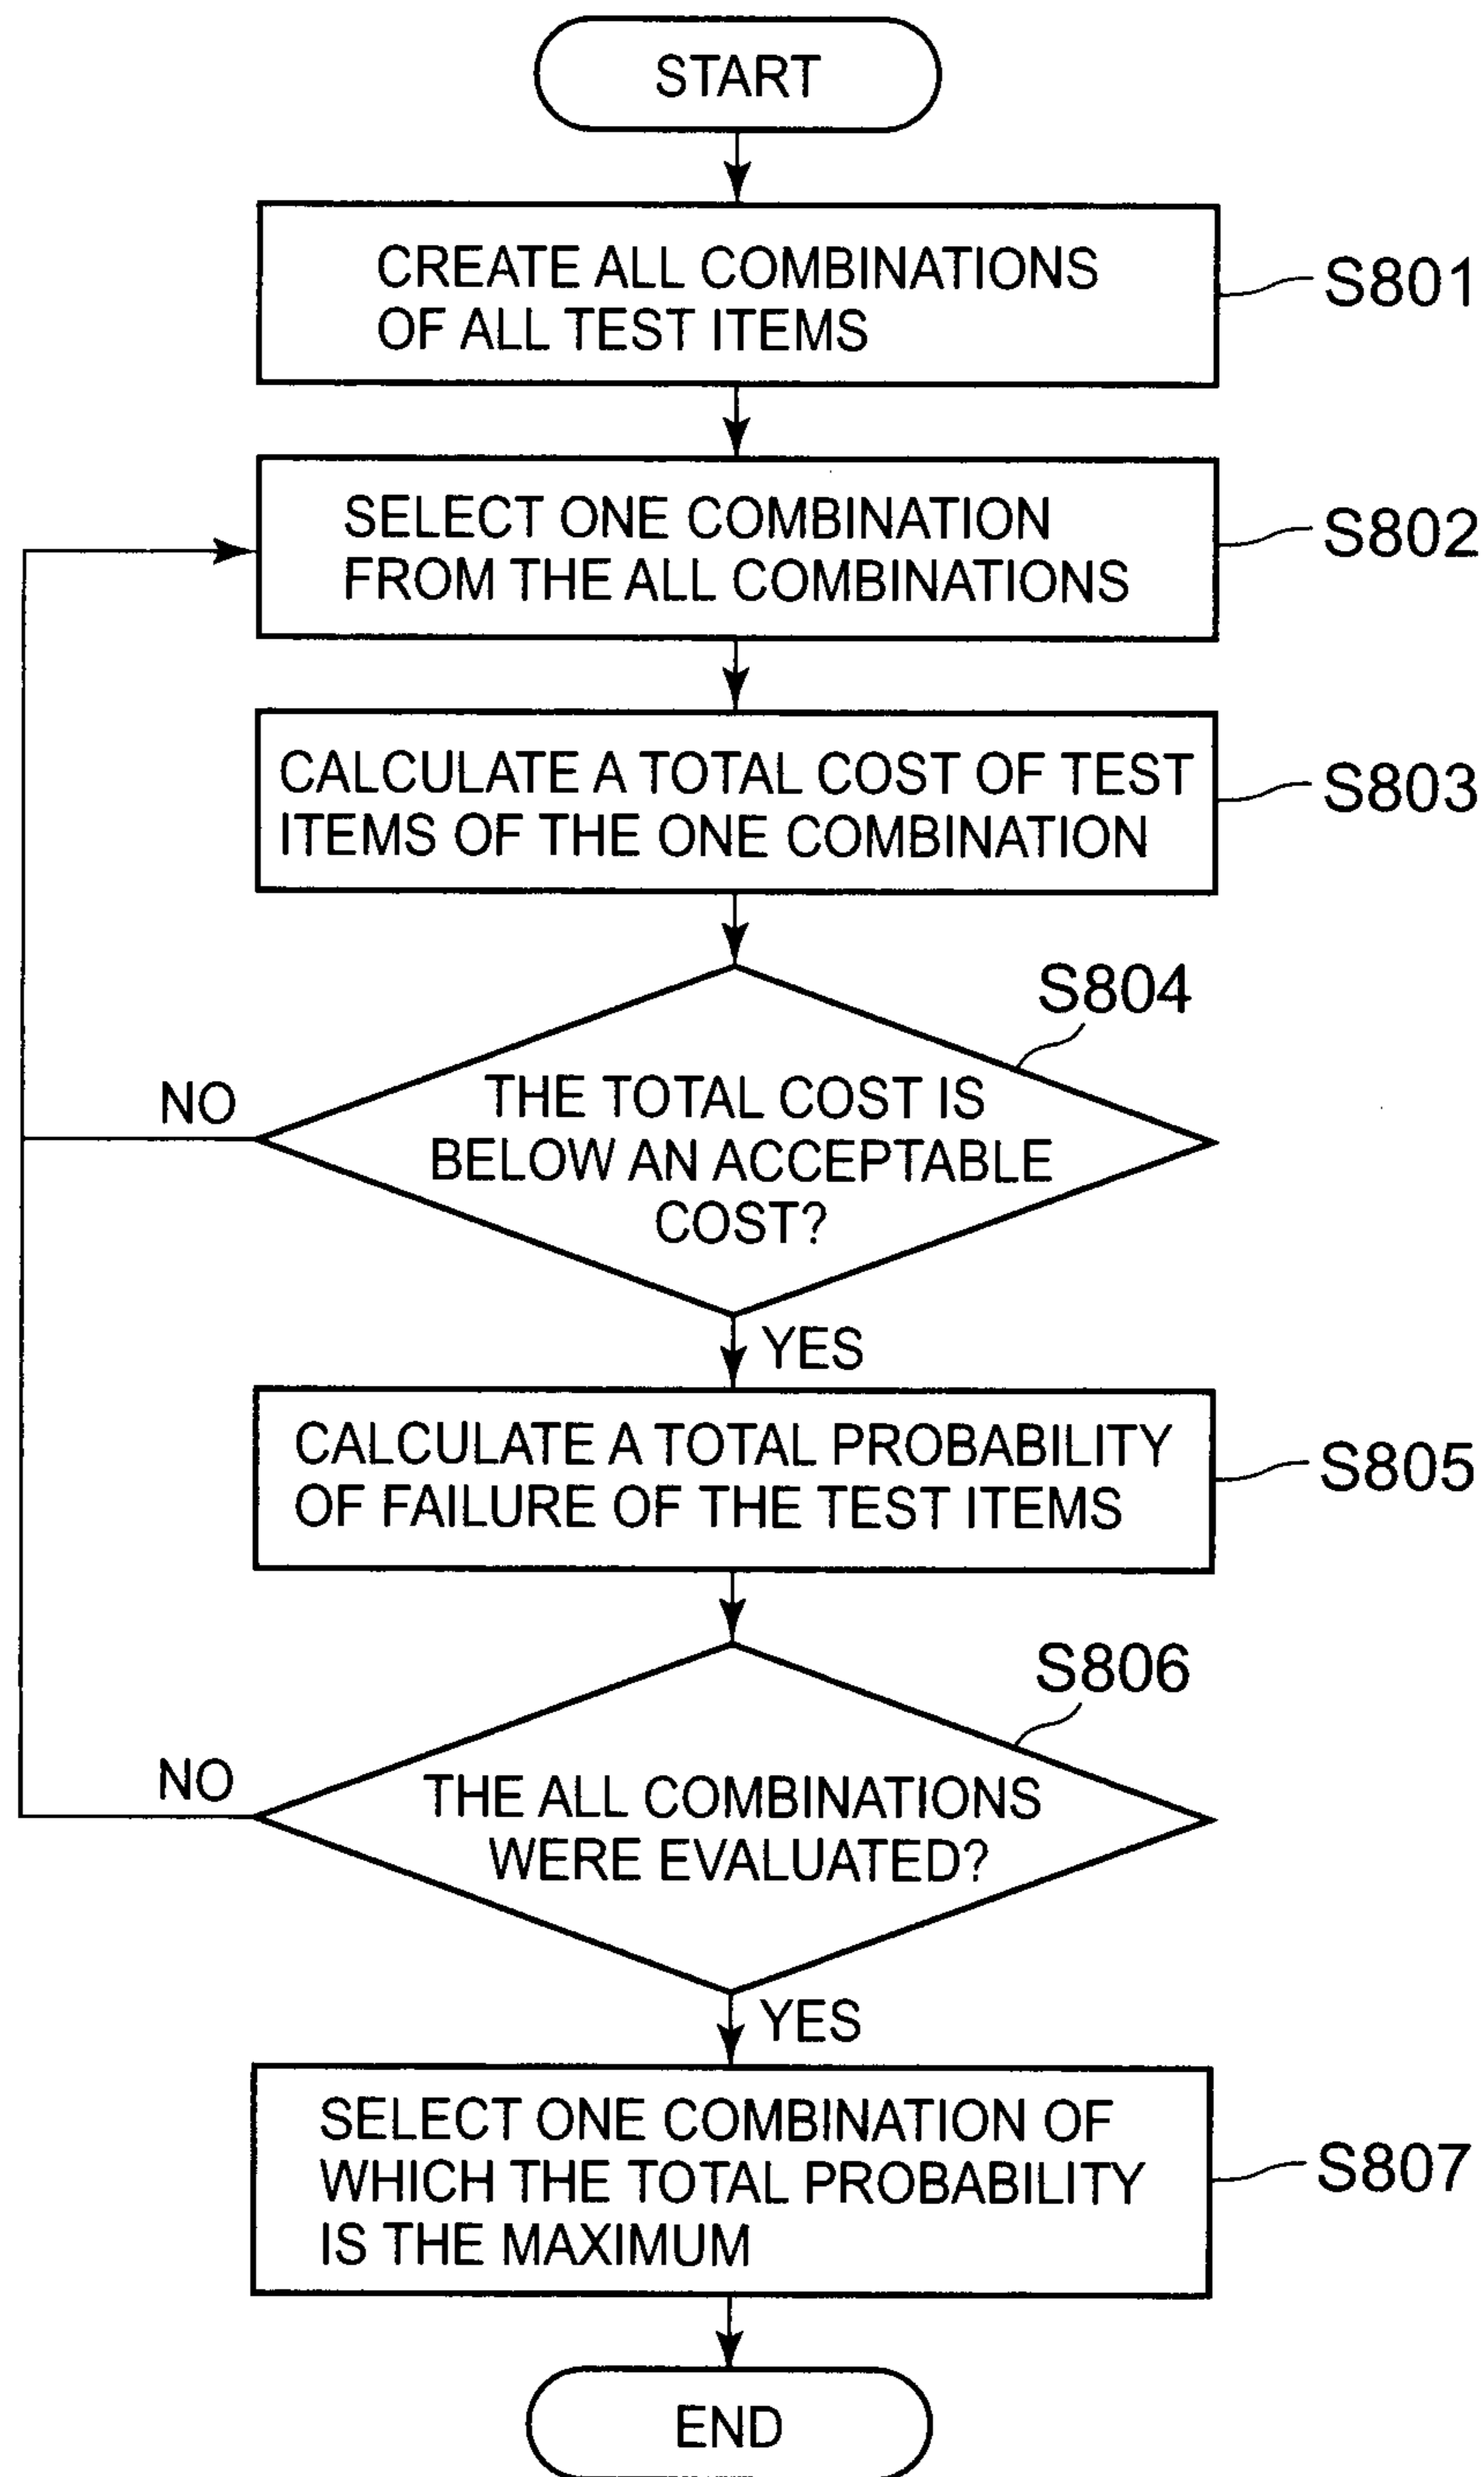 START
CREATE ALL COMBINATIONS
OF ALL TEST ITEMS
S801
SELECT ONE COMBINATION
FROM THE ALL COMBINATIONS
S802
CALCULATE A TOTAL COST OF TEST
ITEMS OF THE ONE COMBINATION
S803
S804
THE TOTAL COST IS
BELOW AN ACCEPTABLE
COST?
NO
YES
CALCULATE A TOTAL PROBABILITY
OF FAILURE OF THE TEST ITEMS
S805
S806
THE ALL COMBINATIONS
WERE EVALUATED?
NO
YES
SELECT ONE COMBINATION OF
WHICH THE TOTAL PROBABILITY
IS THE MAXIMUM
S807
END